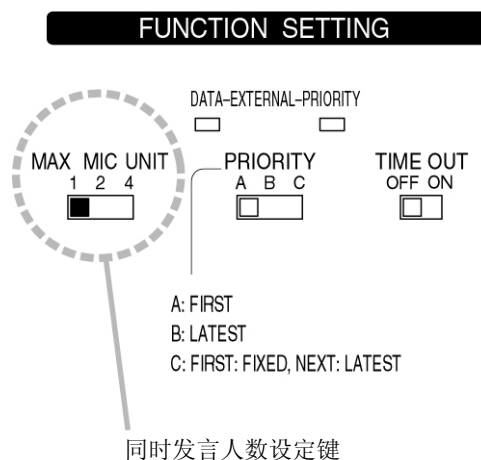 FUNCTION SETTING
DATA-EXTERNAL-PRIORITY
MAX MIC UNIT
1 2 4
PRIORITY
A B C
TIME OUT
OFF ON
A: FIRST
B: LATEST
C: FIRST: FIXED, NEXT: LATEST
同时发言人数设定键